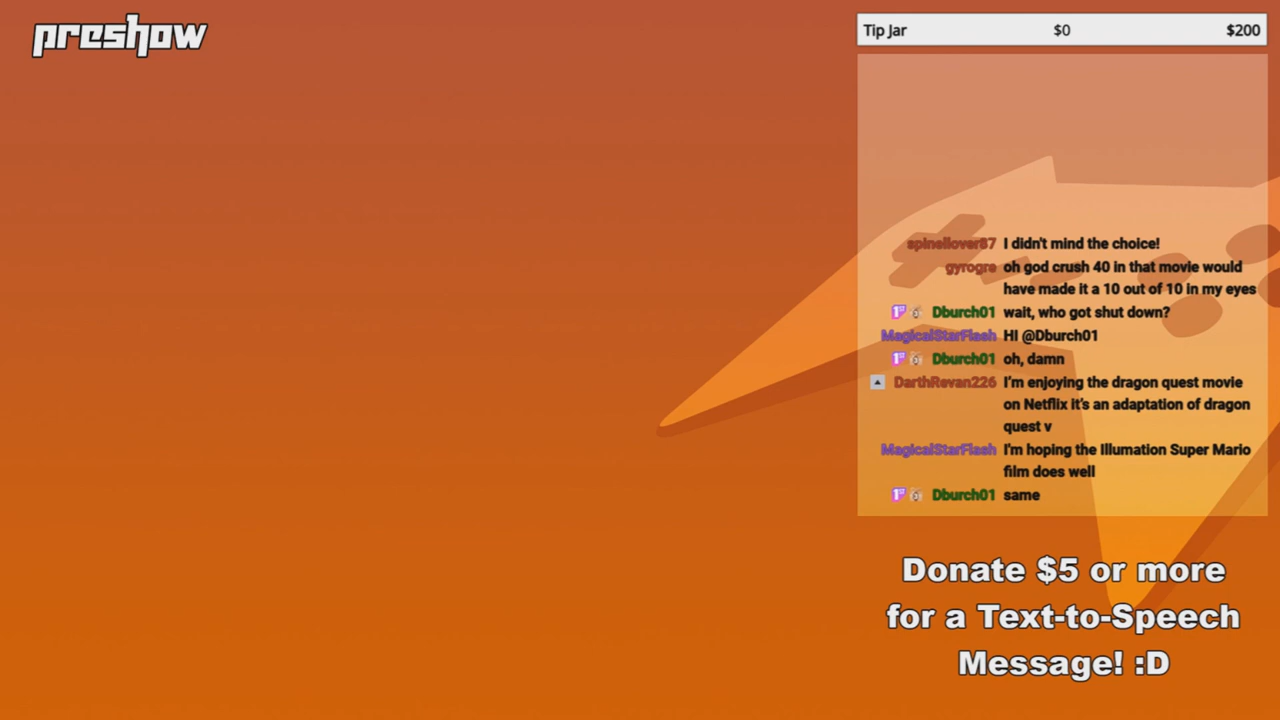 preshow
Tip Jar $0 $200
spinellover87 I didn't mind the choice!
gyrogre oh god crush 40 in that movie would
have made it a 10 out of 10 in my eyes
Dburch01 wait, who got shut down?
MagicalStarFlash HI @Dburch01
Dburch01 oh, damn
DarthRevan226 I'm enjoying the dragon quest movie
on Netflix it's an adaptation of dragon
quest v
MagicalStarFlash I'm hoping the Illumation Super Mario
film does well
Dburch01 same
Donate $5 or more
for a Text-to-Speech
Message! :D